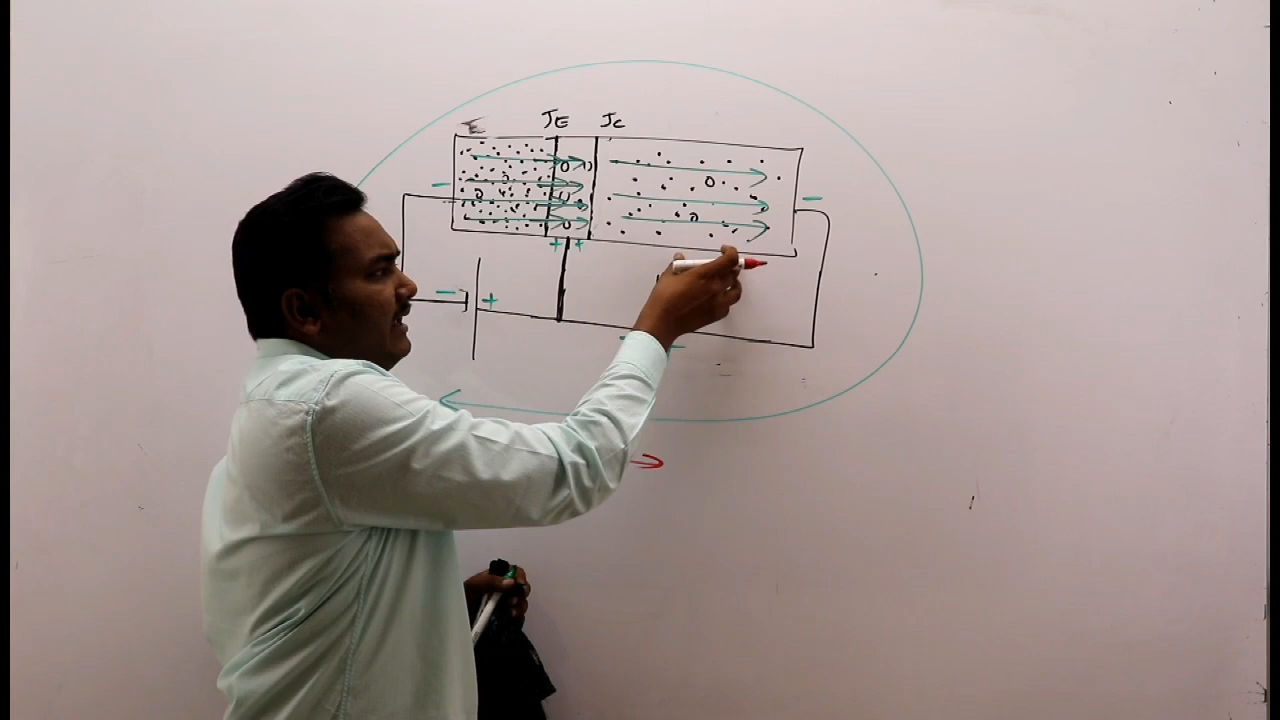 E JE JC
- -
+ +
- +